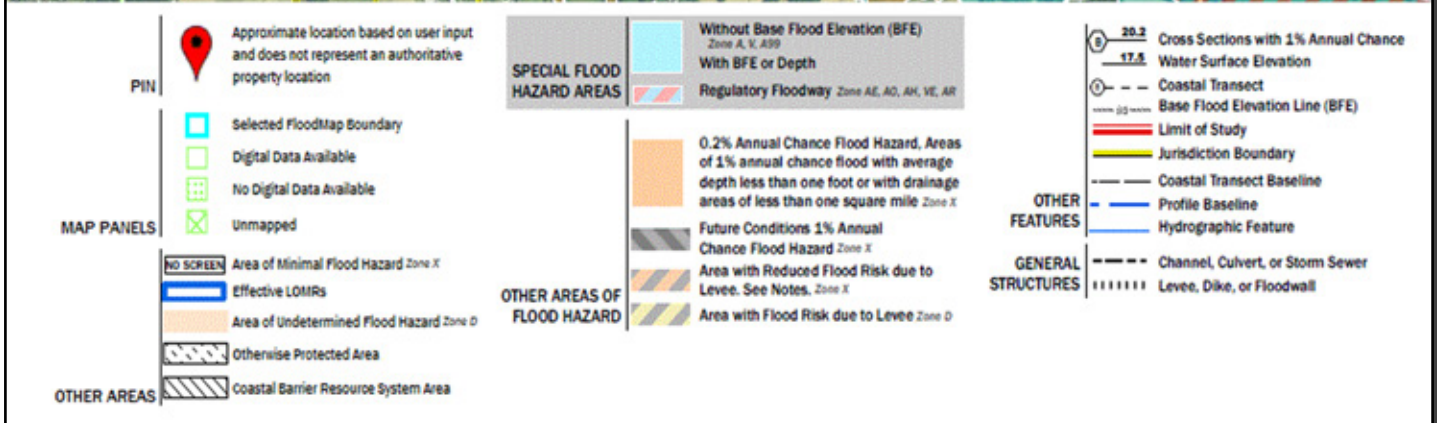 PIN
Approximate location based on user input
and does not represent an authoritative
property location
MAP PANELS
Selected FloodMap Boundary
Digital Data Available
No Digital Data Available
Unmapped
OTHER AREAS
NO SCREEN Area of Minimal Flood Hazard Zone X
Effective LOMRs
Area of Undetermined Flood Hazard Zone D
Otherwise Protected Area
Coastal Barrier Resource System Area
SPECIAL FLOOD
HAZARD AREAS
Without Base Flood Elevation (BFE)
Zone A, V, A99
With BFE or Depth
Regulatory Floodway Zone AE, AO, AH, VE, AR
OTHER AREAS OF
FLOOD HAZARD
0.2% Annual Chance Flood Hazard, Areas
of 1% annual chance flood with average
depth less than one foot or with drainage
areas of less than one square mile Zone X
Future Conditions 1% Annual
Chance Flood Hazard Zone X
Area with Reduced Flood Risk due to
Levee. See Notes. Zone X
Area with Flood Risk due to Levee Zone D
OTHER
FEATURES
20.2 Cross Sections with 1% Annual Chance
17.5 Water Surface Elevation
Coastal Transect
Base Flood Elevation Line (BFE)
Limit of Study
Jurisdiction Boundary
Coastal Transect Baseline
Profile Baseline
Hydrographic Feature
GENERAL
STRUCTURES
Channel, Culvert, or Storm Sewer
Levee, Dike, or Floodwall